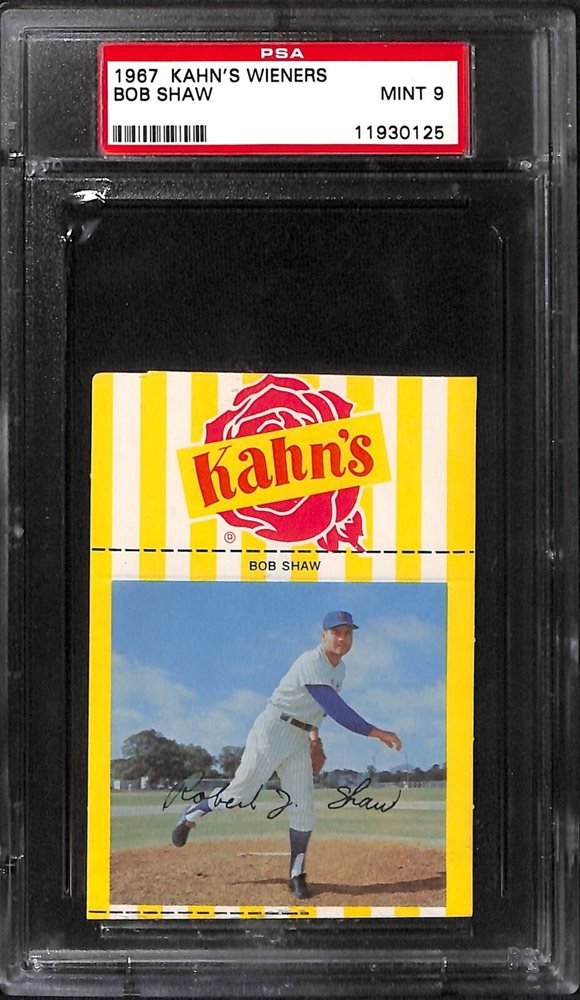 PSA
1967 KAHN'S WIENERS
BOB SHAW MINT 9
11930125
Kahn's
®
BOB SHAW
Robert J. Shaw